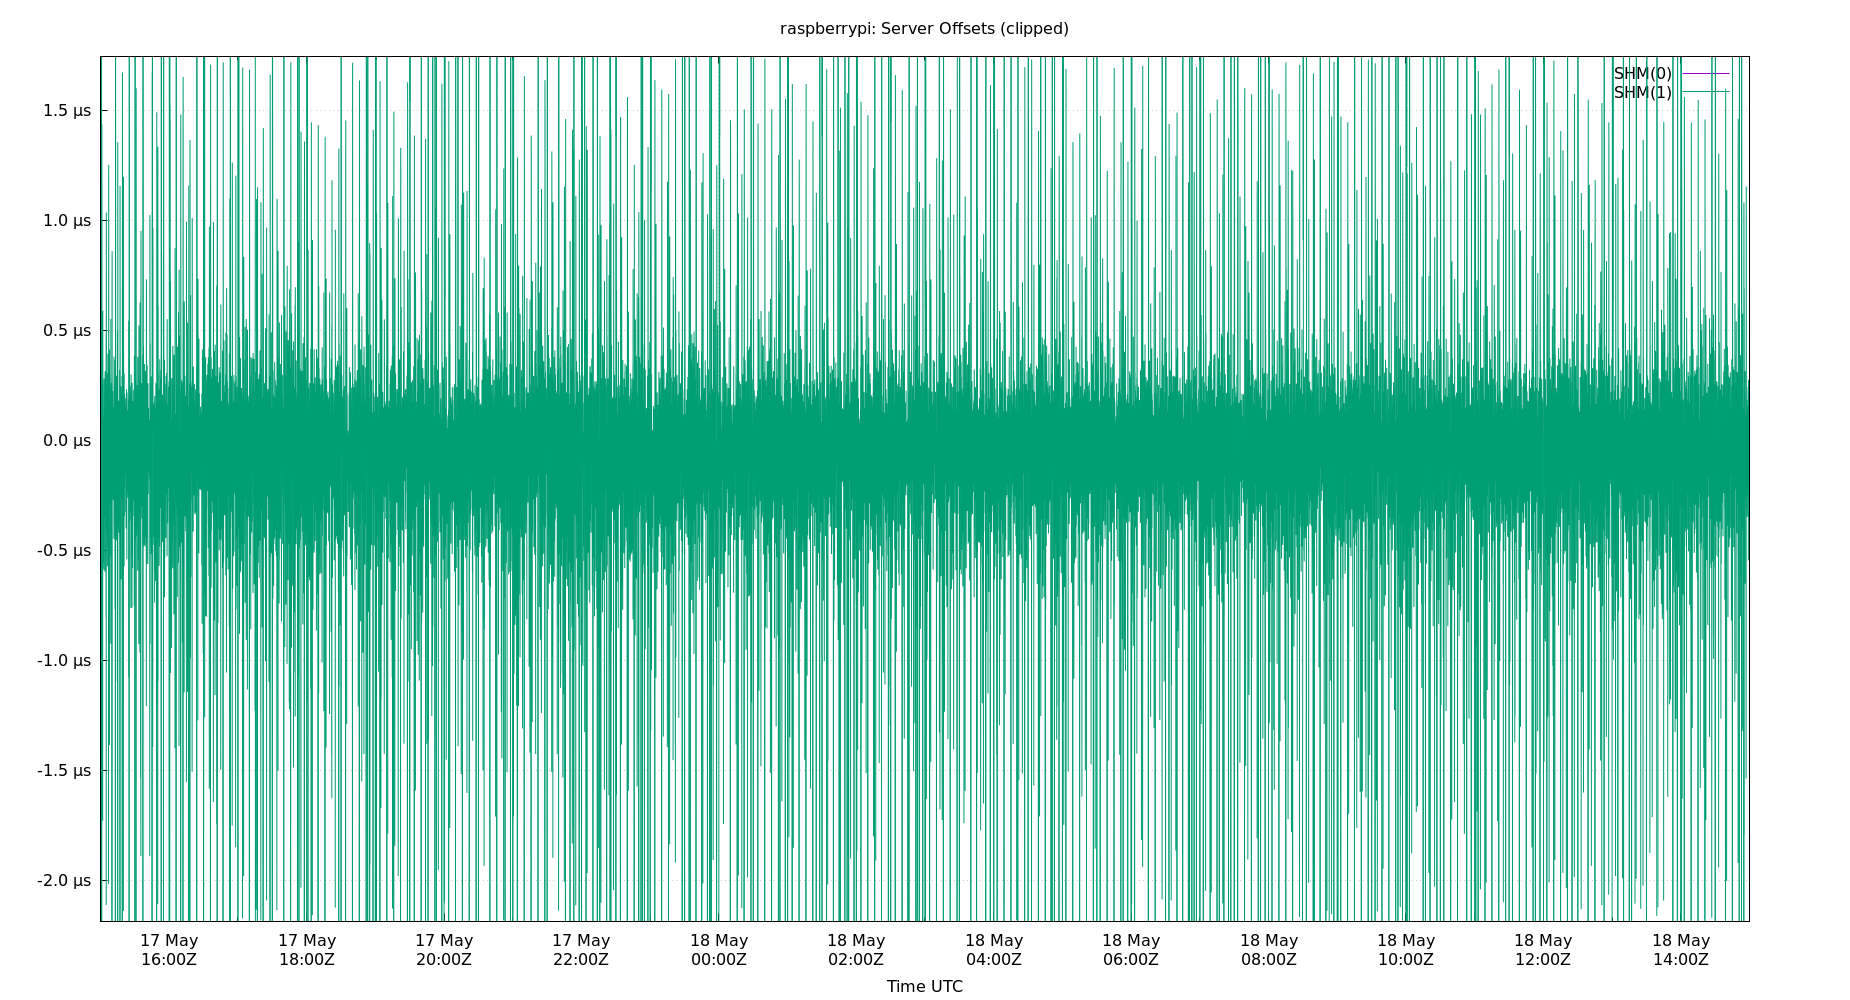 raspberrypi: Server Offsets (clipped)
SHM(0)
SHM(1)
1.5 µs
1.0 µs
0.5 µs
0.0 µs
-0.5 µs
-1.0 µs
-1.5 µs
-2.0 µs
17 May 17 May 17 May 17 May 18 May 18 May 18 May 18 May 18 May 18 May 18 May 18 May
16:00Z 18:00Z 20:00Z 22:00Z 00:00Z 02:00Z 04:00Z 06:00Z 08:00Z 10:00Z 12:00Z 14:00Z
Time UTC